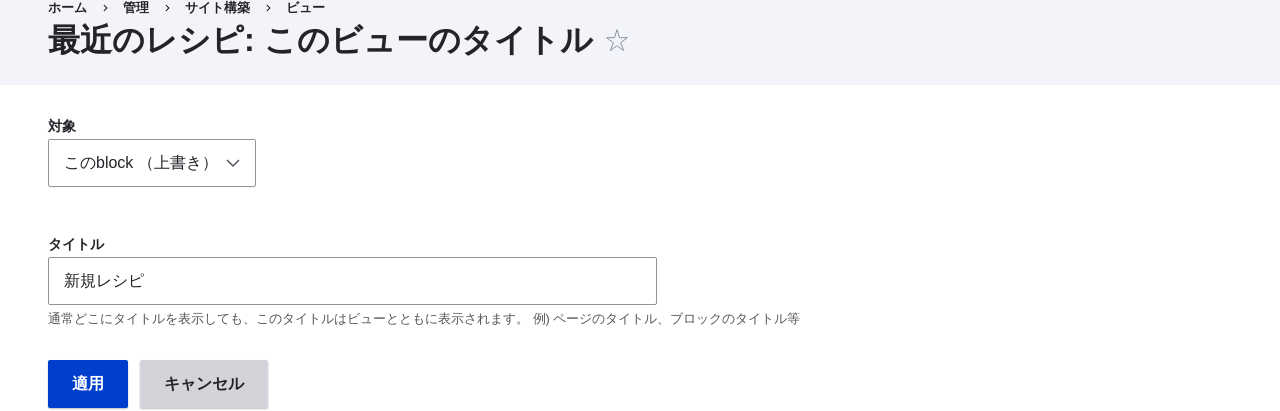 ホーム › 管理 › サイト構築 › ビュー
最近のレシピ: このビューのタイトル ☆
対象
このblock （上書き）
タイトル
新規レシピ
通常どこにタイトルを表示しても、このタイトルはビューとともに表示されます。 例) ページのタイトル、ブロックのタイトル等
適用 キャンセル